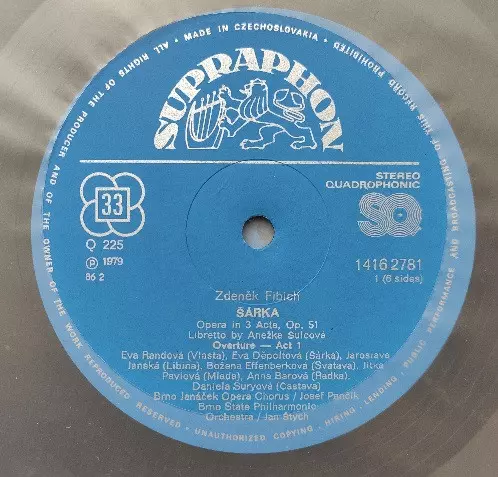 MADE IN CZECHOSLOVAKIA • ALL RIGHTS OF THE PRODUCER AND OF THE OWNER OF THE WORK REPRODUCED RESERVED • UNAUTHORIZED COPYING • HIRING • LENDING • PUBLIC PERFORMANCE AND BROADCASTING OF THIS RECORD PROHIBITED
SUPRAPHON
33
STEREO
QUADROPHONIC
SQ
Q 225
Ⓟ 1979
86 2
1416 2781
1 (6 sides)
Zdeněk Fibich
ŠÁRKA
Opera in 3 Acts, Op. 51
Libretto by Anežke Šulcová
Overture — Act 1
Eva Randová (Vlasta), Eva Děpoltová (Šárka), Jaroslava
Janská (Libuna), Božena Effenberková (Svatava), Jitka
Pavlová (Mlada), Anna Barová (Radka),
Daniela Suryová (Častava)
Brno Janáček Opera Chorus / Josef Pančík
Brno State Philharmonic
Orchestra / Jan Štych